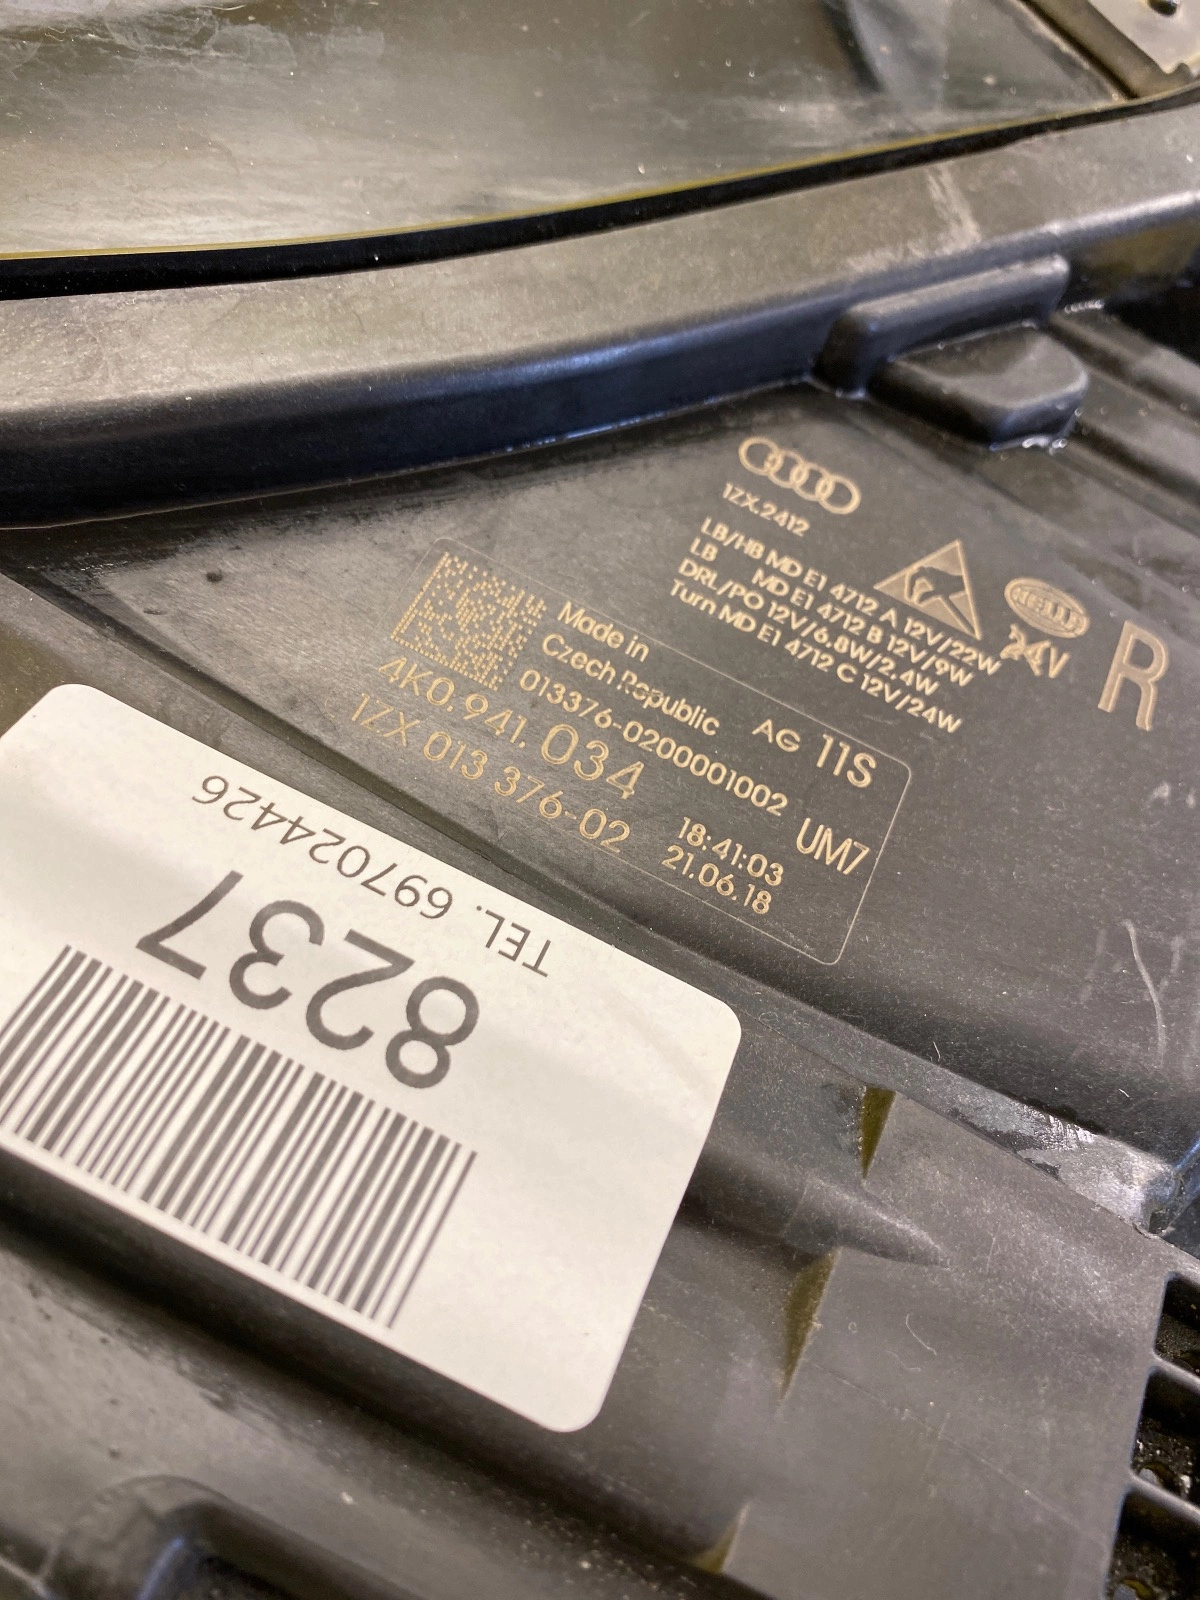 1ZX.2412
LB/HB MD E1 4712 A 12V/22W
LB MD E1 4712 B 12V/9W
DRL/PO 12V/6.8W/2.4W
Turn MD E1 4712 C 12V/24W
HELLA
24V
R
Made in
Czech Republic
AG 11S
013376-0200001002
4K0.941.034
1ZX 013 376-02
UM7
18:41:03
21.06.18
TEL. 697024426
8237